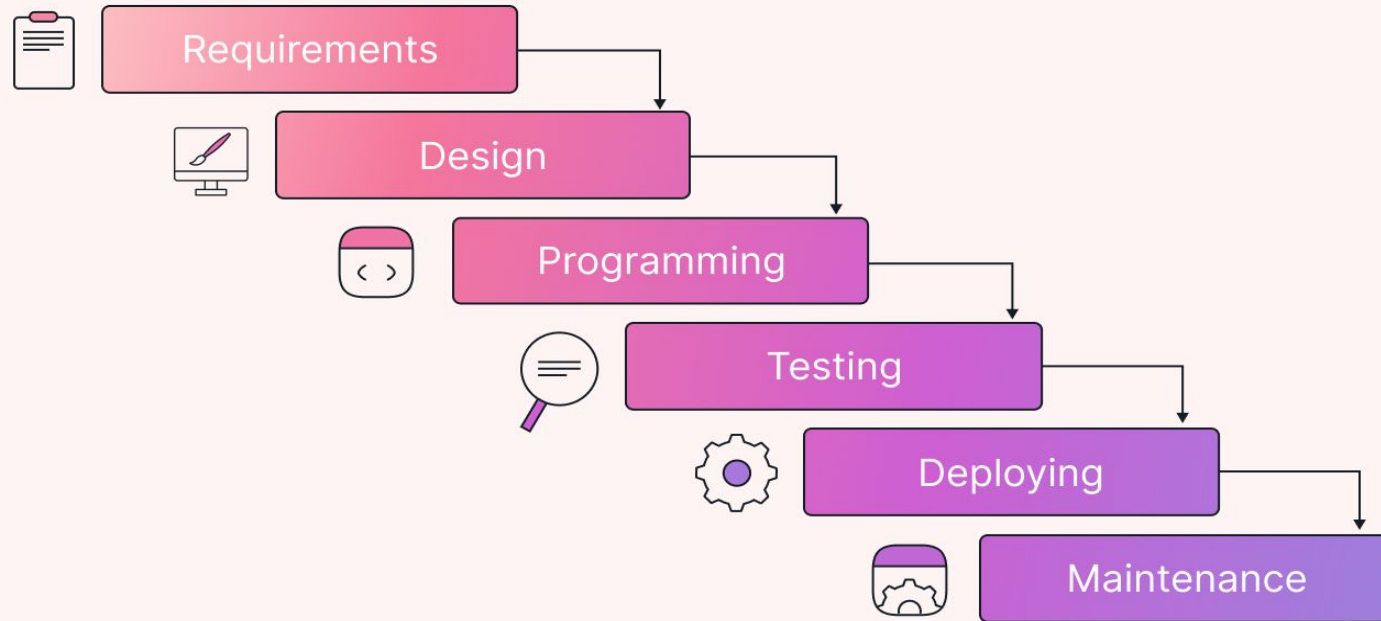 Requirements
Design
Programming
Testing
Deploying
Maintenance